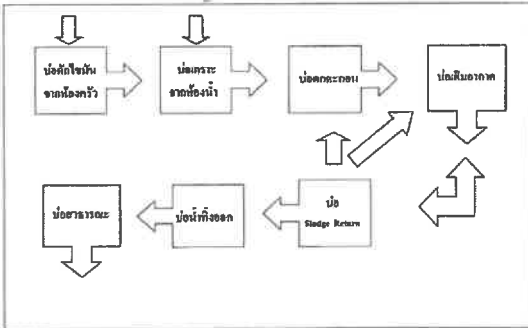 บ่อดักไขมัน
จากห้องครัว
บ่อเกรอะ
จากห้องน้ำ
บ่อตกตะกอน
บ่อเติมอากาศ
บ่อสาธารณะ
บ่อน้ำทิ้งออก
บ่อ
Sludge Return